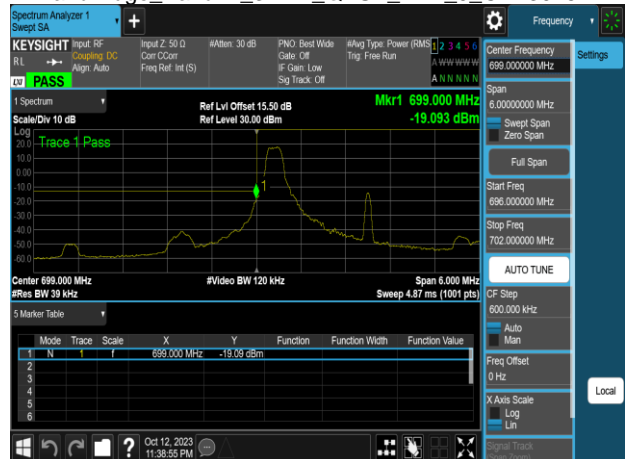 Spectrum Analyzer 1
Swept SA
+
Frequency
KEYSIGHT
RL
Input: RF
Coupling: DC
Align: Auto
Input Z: 50 Ω
Corr CCorr
Freq Ref: Int (S)
#Atten: 30 dB
PNO: Best Wide
Gate: Off
IF Gain: Low
Sig Track: Off
#Avg Type: Power (RMS
Trig: Free Run
1 2 3 4 5 6
A W W W W W
A N N N N N
LXI PASS
1 Spectrum
Scale/Div 10 dB
Ref Lvl Offset 15.50 dB
Ref Level 30.00 dBm
Mkr1 699.000 MHz
-19.093 dBm
Log
Trace 1 Pass
20.0
10.0
0.00
-10.0
-20.0
-30.0
-40.0
-50.0
-60.0
1
Center 699.000 MHz
#Res BW 39 kHz
#Video BW 120 kHz
Span 6.000 MHz
Sweep 4.87 ms (1001 pts)
5 Marker Table
Mode Trace Scale X Y Function Function Width Function Value
1 N 1 f 699.000 MHz -19.09 dBm
2
3
4
5
6
Oct 12, 2023
11:38:55 PM
Center Frequency
699.000000 MHz
Settings
Span
6.00000000 MHz
Swept Span
Zero Span
Full Span
Start Freq
696.000000 MHz
Stop Freq
702.000000 MHz
AUTO TUNE
CF Step
600.000 kHz
Auto
Man
Freq Offset
0 Hz
X Axis Scale
Log
Lin
Local
Signal Track
(Span Zoom)